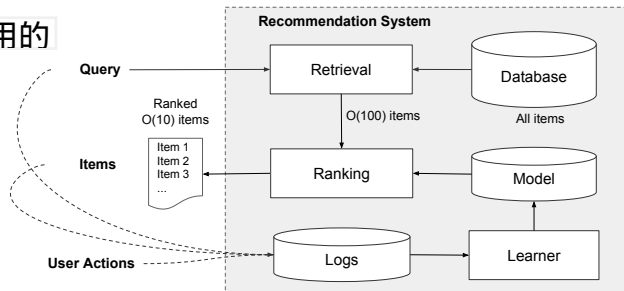 用的
Recommendation System
Query
Retrieval
Database
Ranked
O(10) items
O(100) items
All items
Item 1
Item 2
Item 3
...
Items
Ranking
Model
User Actions
Logs
Learner